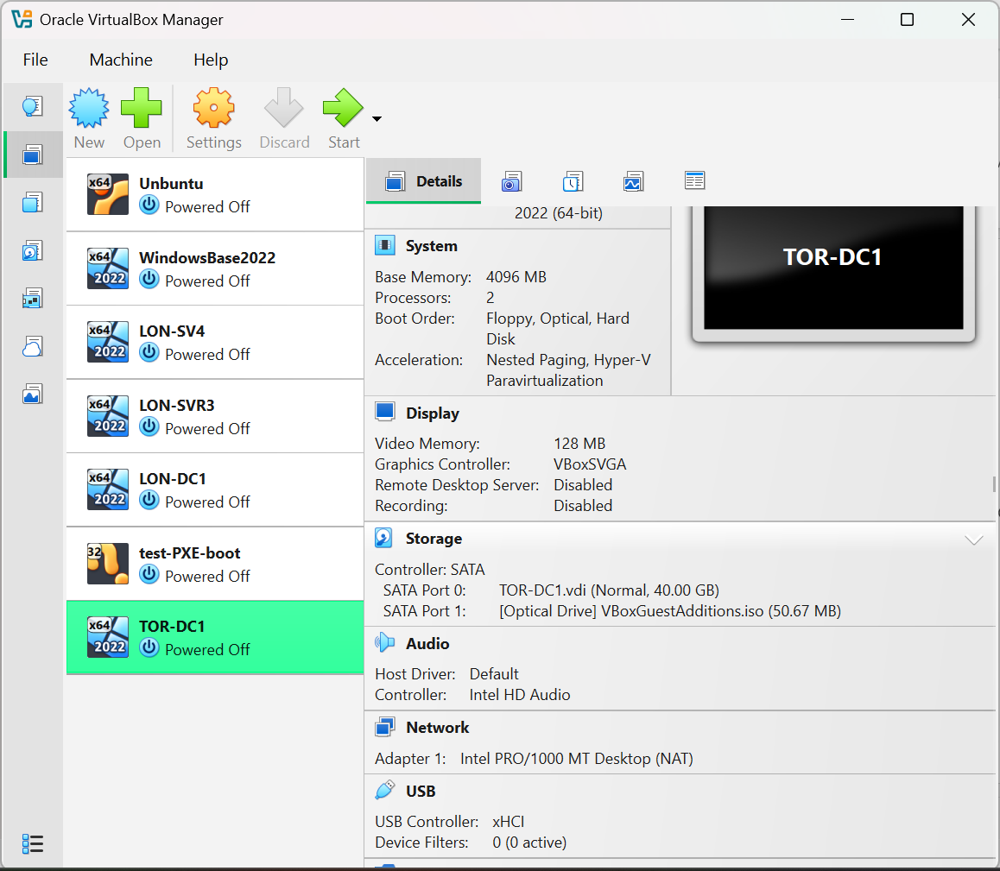 Oracle VirtualBox Manager
File Machine Help
New Open Settings Discard Start
x64 Unbuntu
Powered Off
x64 2022 WindowsBase2022
Powered Off
x64 2022 LON-SV4
Powered Off
x64 2022 LON-SVR3
Powered Off
x64 2022 LON-DC1
Powered Off
32 test-PXE-boot
Powered Off
x64 2022 TOR-DC1
Powered Off
Details
2022 (64-bit)
System
Base Memory: 4096 MB
Processors: 2
Boot Order: Floppy, Optical, Hard
Disk
Acceleration: Nested Paging, Hyper-V
Paravirtualization
TOR-DC1
Display
Video Memory: 128 MB
Graphics Controller: VBoxSVGA
Remote Desktop Server: Disabled
Recording: Disabled
Storage
Controller: SATA
SATA Port 0: TOR-DC1.vdi (Normal, 40.00 GB)
SATA Port 1: [Optical Drive] VBoxGuestAdditions.iso (50.67 MB)
Audio
Host Driver: Default
Controller: Intel HD Audio
Network
Adapter 1: Intel PRO/1000 MT Desktop (NAT)
USB
USB Controller: xHCI
Device Filters: 0 (0 active)